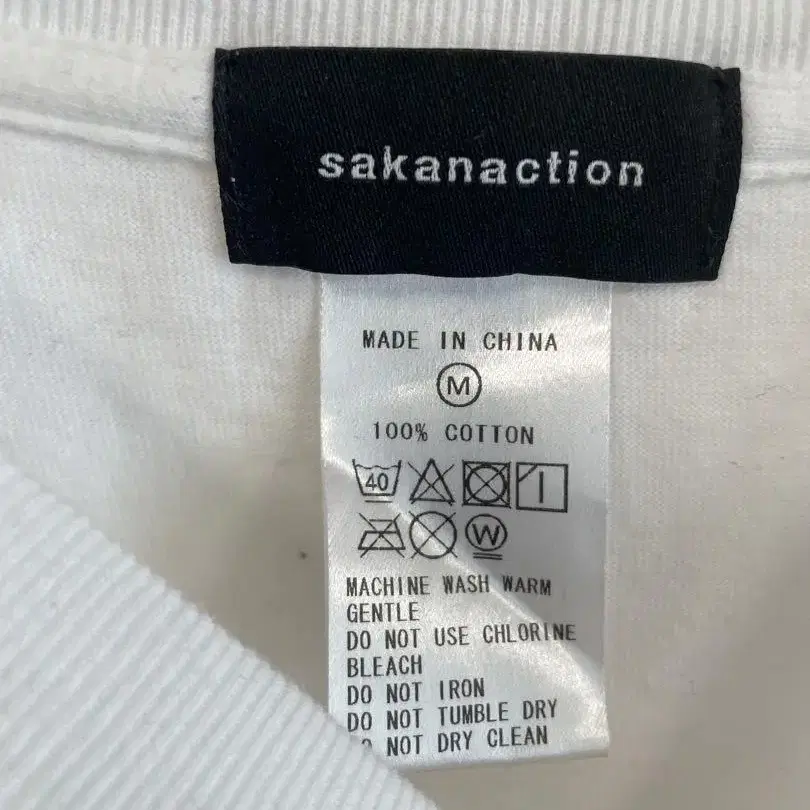 sakanaction
MADE IN CHINA
M
100% COTTON
40
W
MACHINE WASH WARM
GENTLE
DO NOT USE CHLORINE
BLEACH
DO NOT IRON
DO NOT TUMBLE DRY
NOT DRY CLEAN